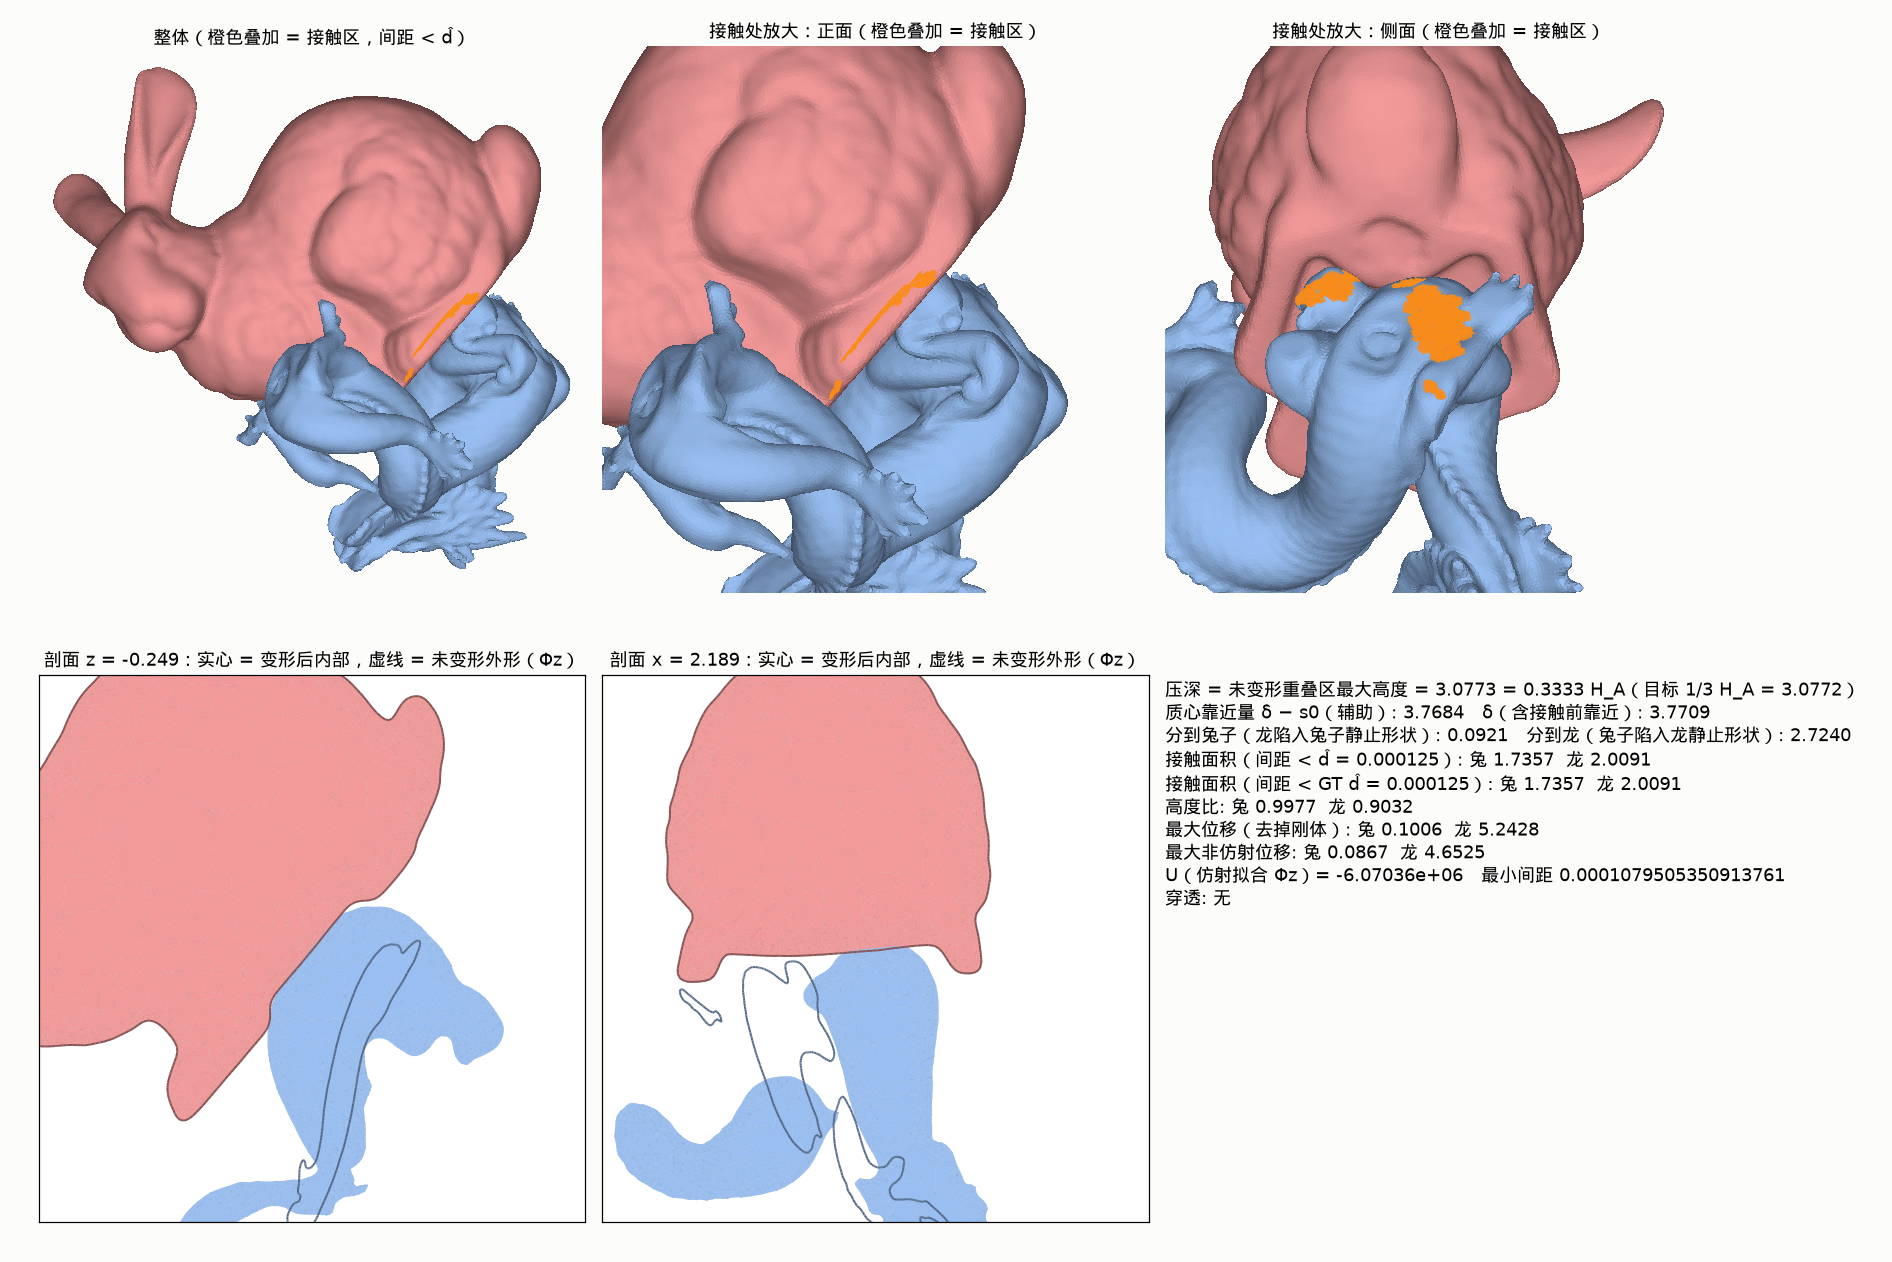 整体（橙色叠加 = 接触区，间距 < d̂）
接触处放大：正面（橙色叠加 = 接触区）
接触处放大：侧面（橙色叠加 = 接触区）
剖面 z = -0.249：实心 = 变形后内部，虚线 = 未变形外形（Φz）
剖面 x = 2.189：实心 = 变形后内部，虚线 = 未变形外形（Φz）
压深 = 未变形重叠区最大高度 = 3.0773 = 0.3333 H_A（目标 1/3 H_A = 3.0772）
质心靠近量 δ − s0（辅助）: 3.7684   δ（含接触前靠近）: 3.7709
分到兔子（龙陷入兔子静止形状）: 0.0921   分到龙（兔子陷入龙静止形状）: 2.7240
接触面积（间距 < d̂ = 0.000125）: 兔 1.7357  龙 2.0091
接触面积（间距 < GT d̂ = 0.000125）: 兔 1.7357  龙 2.0091
高度比: 兔 0.9977  龙 0.9032
最大位移（去掉刚体）: 兔 0.1006  龙 5.2428
最大非仿射位移: 兔 0.0867  龙 4.6525
U（仿射拟合 Φz）= -6.07036e+06   最小间距 0.0001079505350913761
穿透: 无